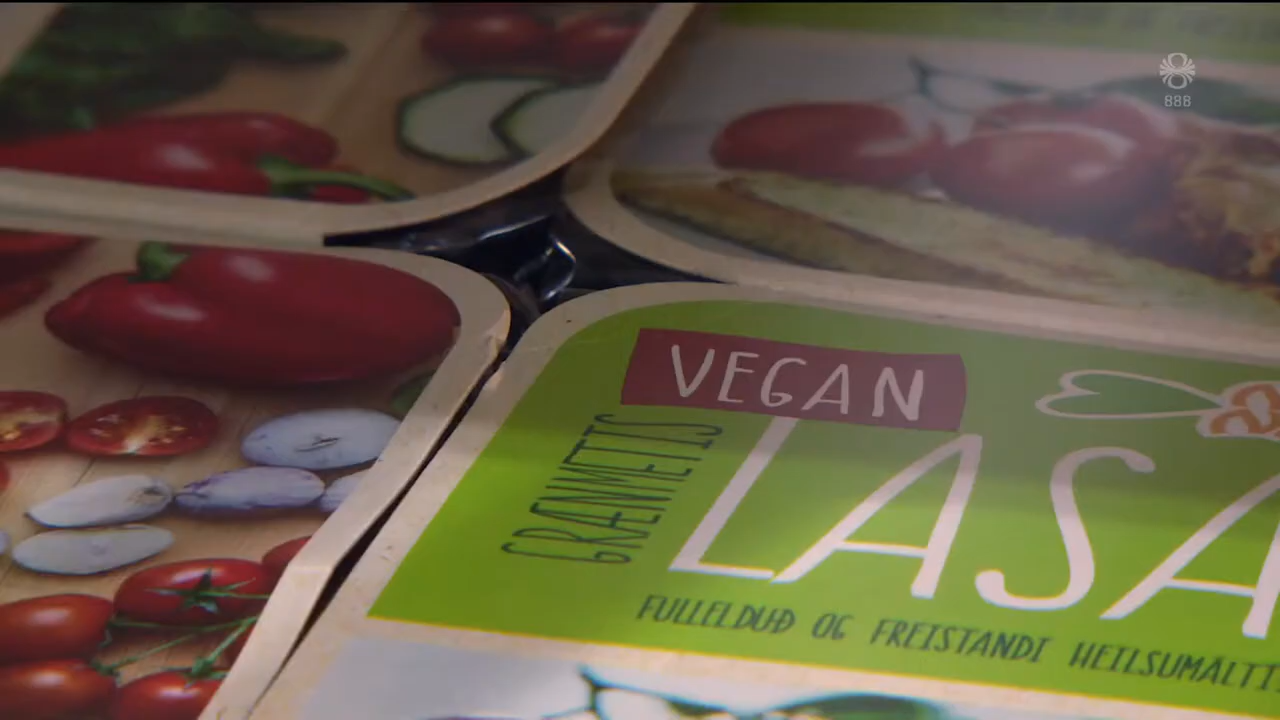 888
VEGAN
GRÆNMETIS
LASA
FULLELDUÐ OG FREISTANDI HEILSUMÁLTÍ